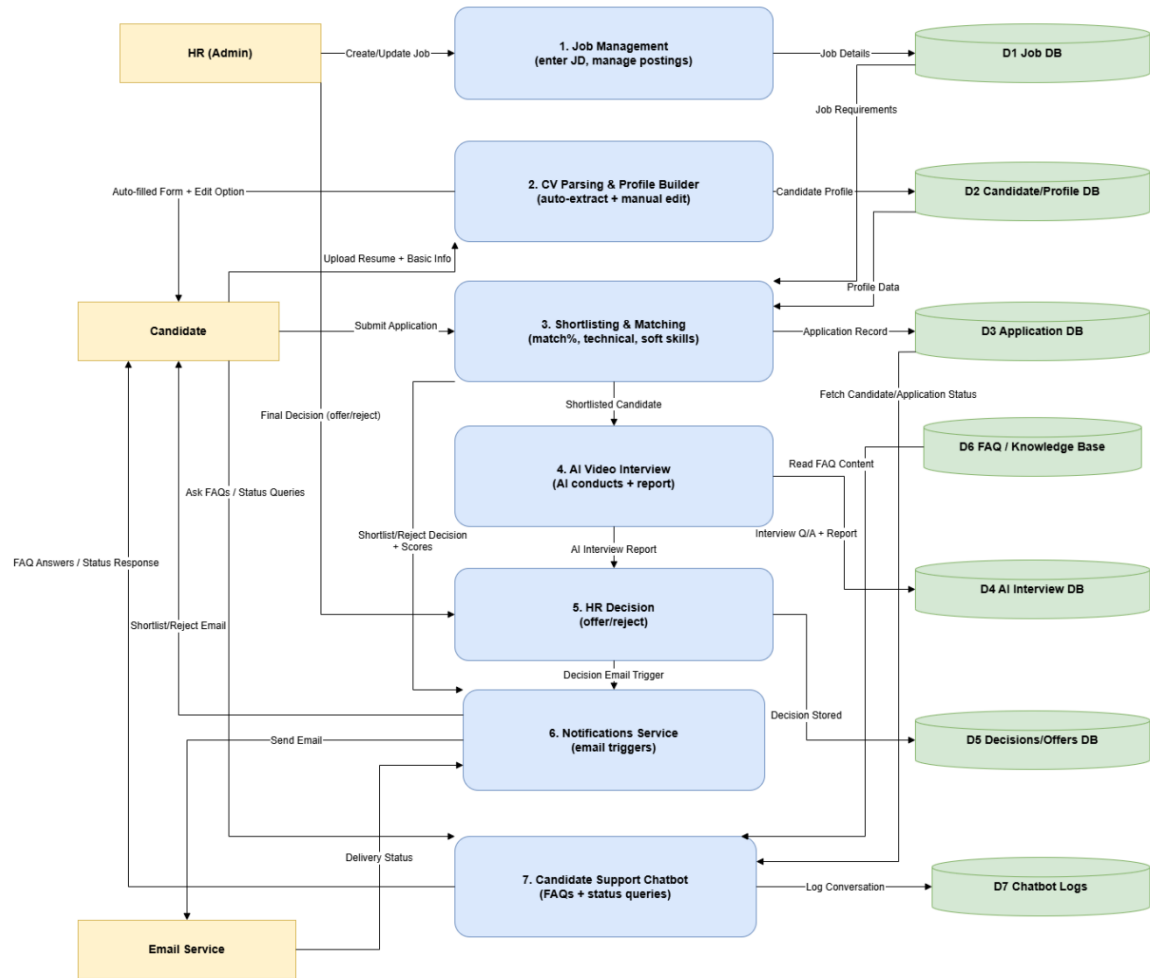 HR (Admin)
Create/Update Job
1. Job Management
(enter JD, manage postings)
Job Details
D1 Job DB
Job Requirements
Auto-filled Form + Edit Option
2. CV Parsing & Profile Builder
(auto-extract + manual edit)
Candidate Profile
D2 Candidate/Profile DB
Upload Resume + Basic Info
Profile Data
Candidate
Submit Application
3. Shortlisting & Matching
(match%, technical, soft skills)
Application Record
D3 Application DB
Fetch Candidate/Application Status
Shortlisted Candidate
Final Decision (offer/reject)
D6 FAQ / Knowledge Base
Read FAQ Content
4. AI Video Interview
(AI conducts + report)
Ask FAQs / Status Queries
Shortlist/Reject Decision
+ Scores
Interview Q/A + Report
AI Interview Report
FAQ Answers / Status Response
D4 AI Interview DB
5. HR Decision
(offer/reject)
Shortlist/Reject Email
Decision Email Trigger
6. Notifications Service
(email triggers)
Decision Stored
D5 Decisions/Offers DB
Send Email
Delivery Status
7. Candidate Support Chatbot
(FAQs + status queries)
Log Conversation
D7 Chatbot Logs
Email Service